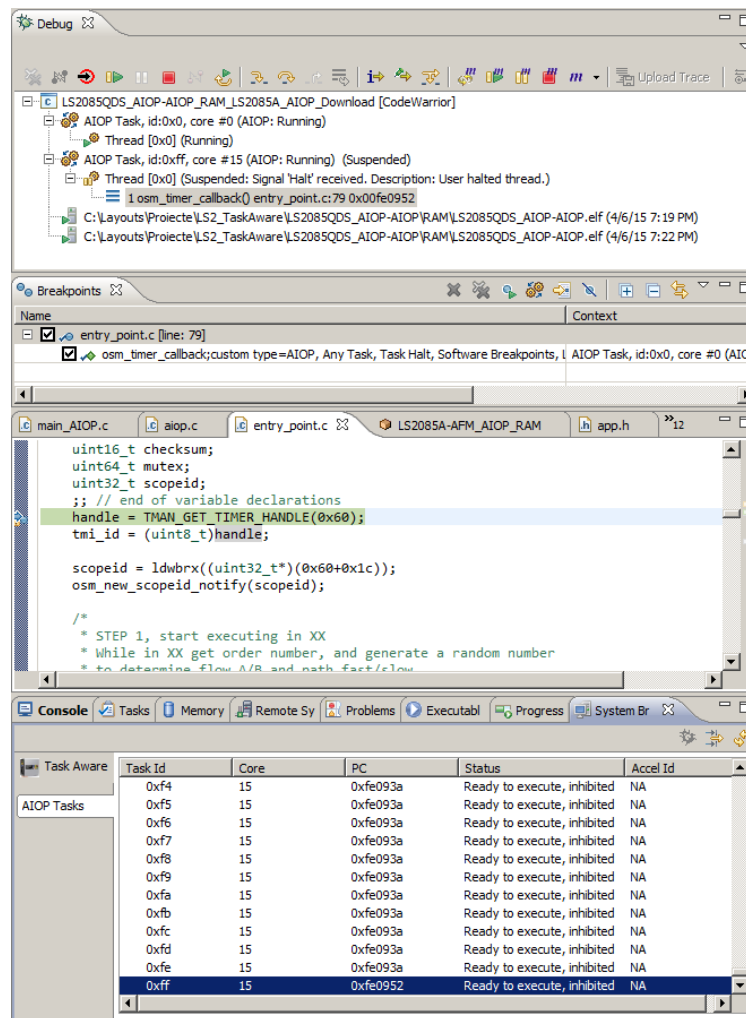 Debug
Upload Trace
LS2085QDS_AIOP-AIOP_RAM_LS2085A_AIOP_Download [CodeWarrior]
AIOP Task, id:0x0, core #0 (AIOP: Running)
Thread [0x0] (Running)
AIOP Task, id:0xff, core #15 (AIOP: Running) (Suspended)
Thread [0x0] (Suspended: Signal 'Halt' received. Description: User halted thread.)
1 osm_timer_callback() entry_point.c:79 0x00fe0952
C:\Layouts\Proiecte\LS2_TaskAware\LS2085QDS_AIOP-AIOP\RAM\LS2085QDS_AIOP-AIOP.elf (4/6/15 7:19 PM)
C:\Layouts\Proiecte\LS2_TaskAware\LS2085QDS_AIOP-AIOP\RAM\LS2085QDS_AIOP-AIOP.elf (4/6/15 7:22 PM)
Breakpoints
Name Context
entry_point.c [line: 79]
osm_timer_callback;custom type=AIOP, Any Task, Task Halt, Software Breakpoints, AIOP Task, id:0x0, core #0 (AIO
main_AIOP.c aiop.c entry_point.c LS2085A-AFM_AIOP_RAM app.h »12
uint16_t checksum;
uint64_t mutex;
uint32_t scopeid;
;; // end of variable declarations
handle = TMAN_GET_TIMER_HANDLE(0x60);
tmi_id = (uint8_t)handle;
scopeid = ldwbrx((uint32_t*)(0x60+0x1c));
osm_new_scopeid_notify(scopeid);
/*
* STEP 1, start executing in XX
* While in XX get order number, and generate a random number
* to determine flow A/B and path fast/slow
Console Tasks Memory Remote Sy Problems Executabl Progress System Br
Task Aware
AIOP Tasks
Task Id Core PC Status Accel Id
0xf4 15 0xfe093a Ready to execute, inhibited NA
0xf5 15 0xfe093a Ready to execute, inhibited NA
0xf6 15 0xfe093a Ready to execute, inhibited NA
0xf7 15 0xfe093a Ready to execute, inhibited NA
0xf8 15 0xfe093a Ready to execute, inhibited NA
0xf9 15 0xfe093a Ready to execute, inhibited NA
0xfa 15 0xfe093a Ready to execute, inhibited NA
0xfb 15 0xfe093a Ready to execute, inhibited NA
0xfc 15 0xfe093a Ready to execute, inhibited NA
0xfd 15 0xfe093a Ready to execute, inhibited NA
0xfe 15 0xfe093a Ready to execute, inhibited NA
0xff 15 0xfe0952 Ready to execute, inhibited NA